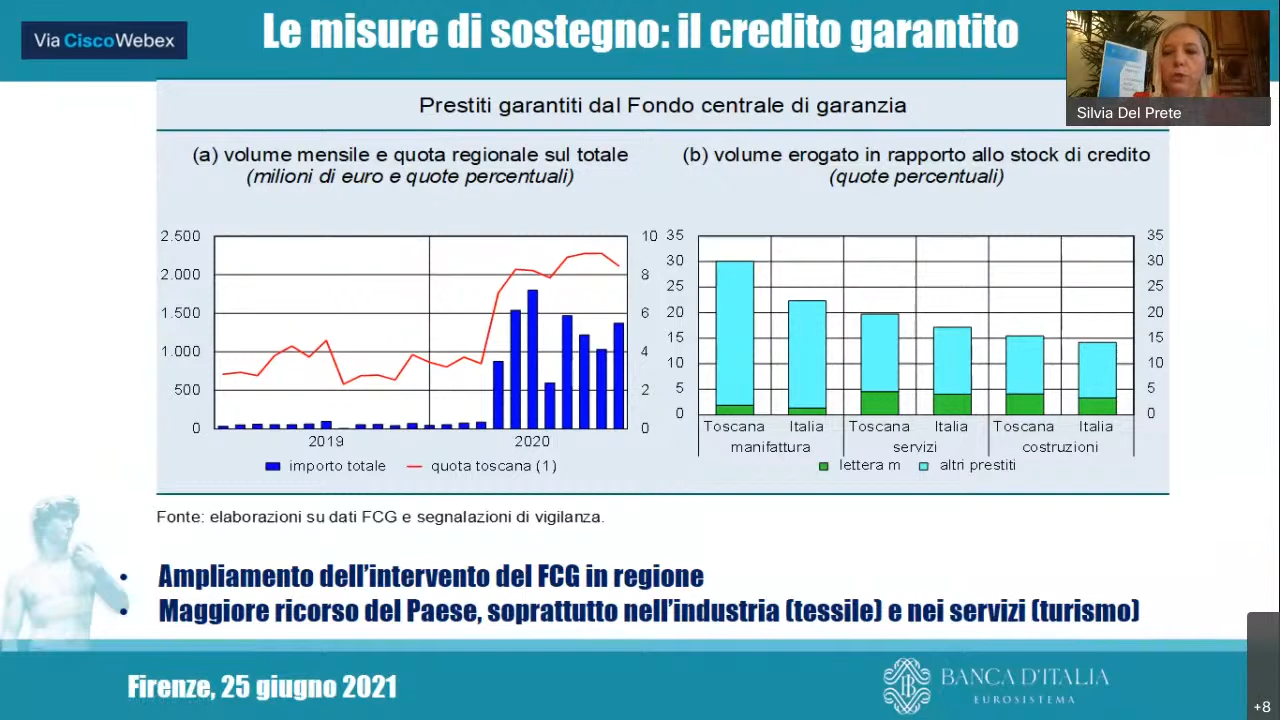 Via CiscoWebex
Le misure di sostegno: il credito garantito
Silvia Del Prete
Prestiti garantiti dal Fondo centrale di garanzia
(a) volume mensile e quota regionale sul totale
(milioni di euro e quote percentuali)
2.500
2.000
1.500
1.000
500
0
10
8
6
4
2
0
2019 2020
importo totale quota toscana (1)
(b) volume erogato in rapporto allo stock di credito
(quote percentuali)
35
30
25
20
15
10
5
0
35
30
25
20
15
10
5
0
Toscana Italia Toscana Italia Toscana Italia
manifattura servizi costruzioni
lettera m altri prestiti
Fonte: elaborazioni su dati FCG e segnalazioni di vigilanza.
• Ampliamento dell'intervento del FCG in regione
• Maggiore ricorso del Paese, soprattutto nell'industria (tessile) e nei servizi (turismo)
Firenze, 25 giugno 2021
BANCA D'ITALIA
EUROSISTEMA
+8